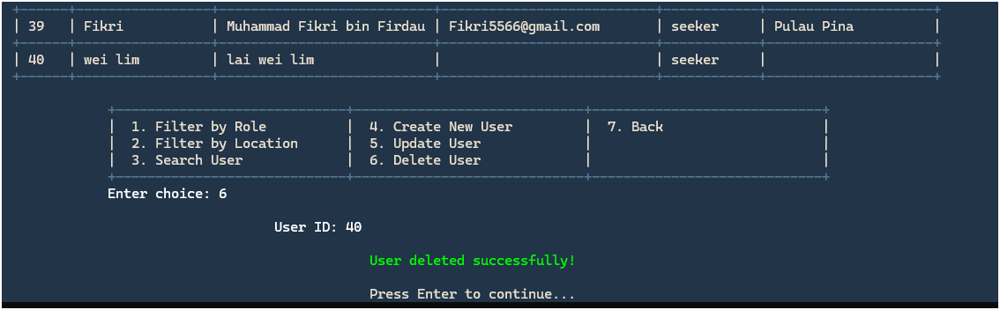 | 39 | Fikri | Muhammad Fikri bin Firdau | Fikri5566@gmail.com | seeker | Pulau Pina |
| 40 | wei lim | lai wei lim | | seeker | |
| 1. Filter by Role | 4. Create New User | 7. Back |
| 2. Filter by Location | 5. Update User | |
| 3. Search User | 6. Delete User | |
Enter choice: 6
User ID: 40
User deleted successfully!
Press Enter to continue...